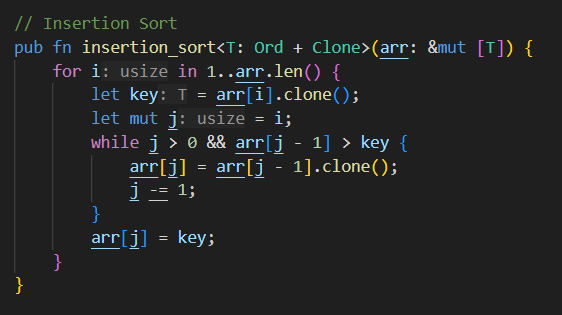 // Insertion Sort
pub fn insertion_sort<T: Ord + Clone>(arr: &mut [T]) {
    for i: usize in 1..arr.len() {
        let key: T = arr[i].clone();
        let mut j: usize = i;
        while j > 0 && arr[j - 1] > key {
            arr[j] = arr[j - 1].clone();
            j -= 1;
        }
        arr[j] = key;
    }
}